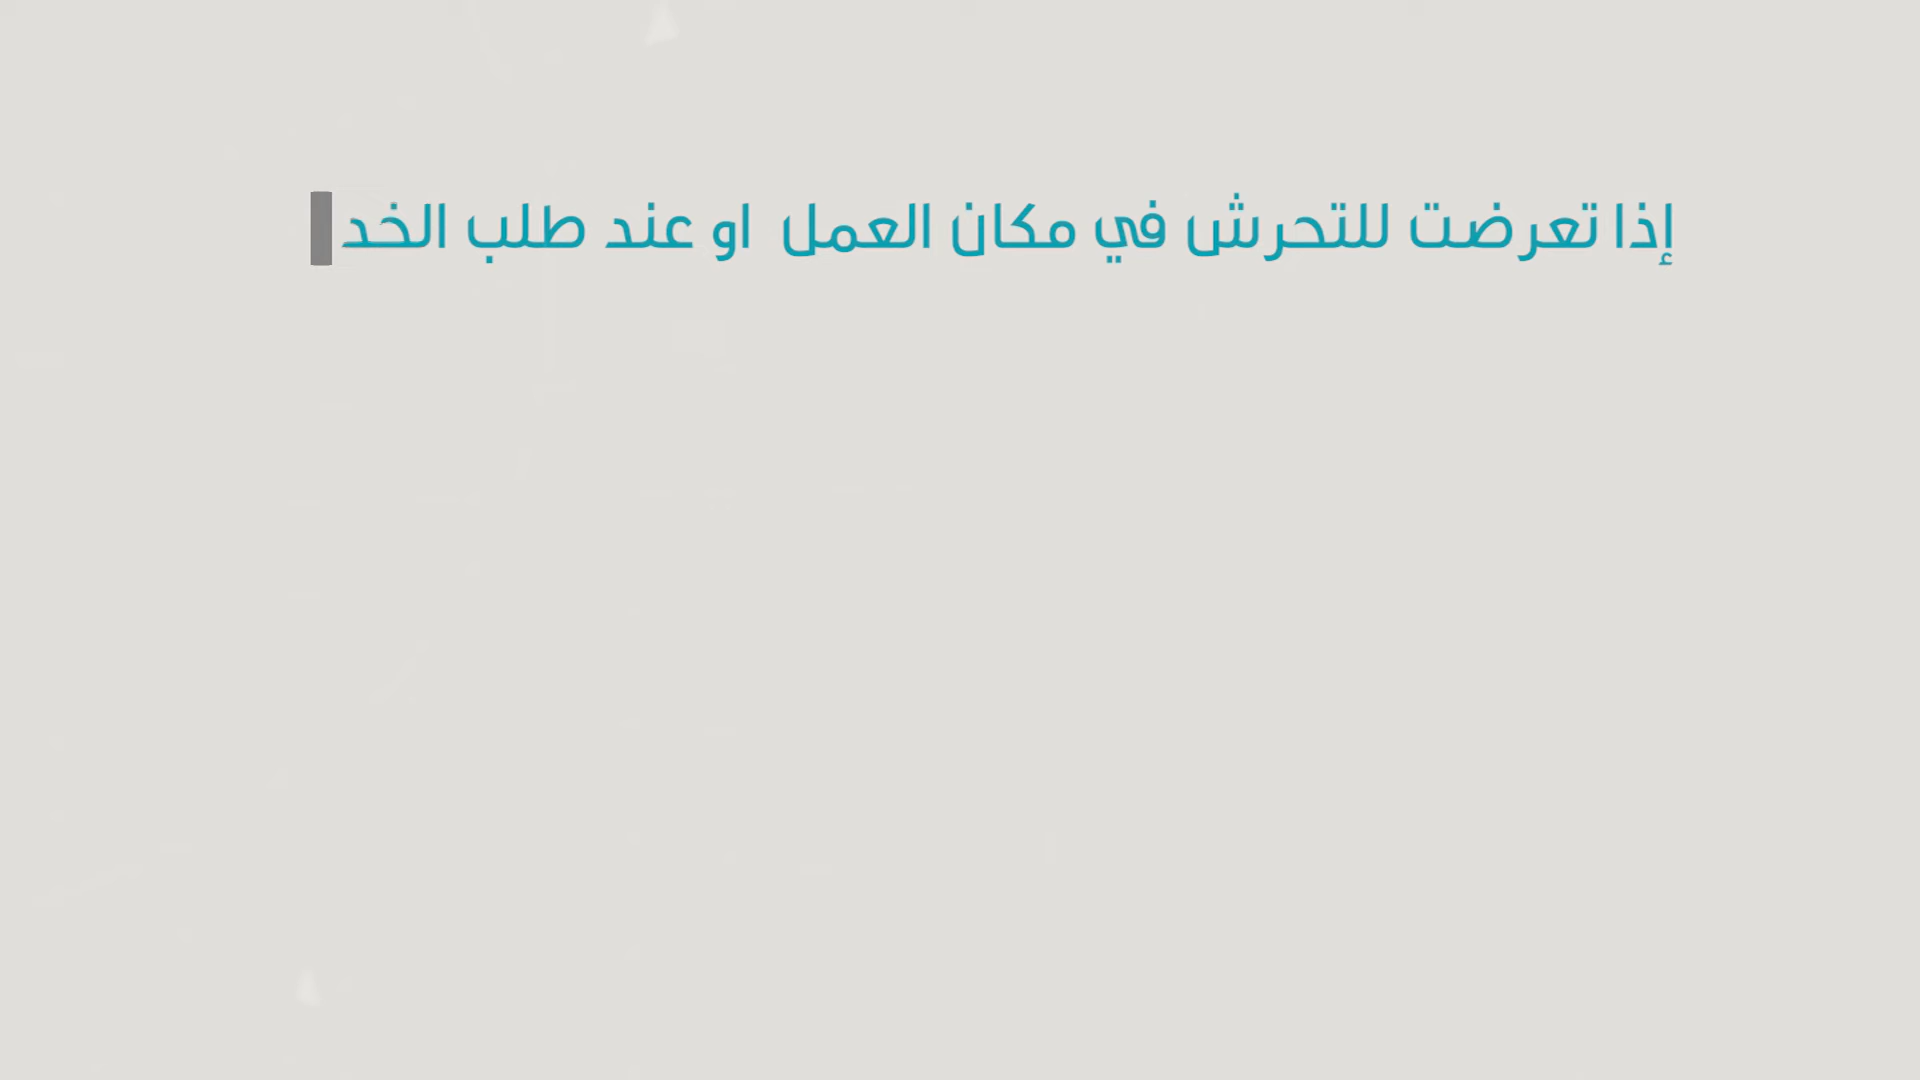 إذا تعرضت للتحرش في مكان العمل او عند طلب الخد